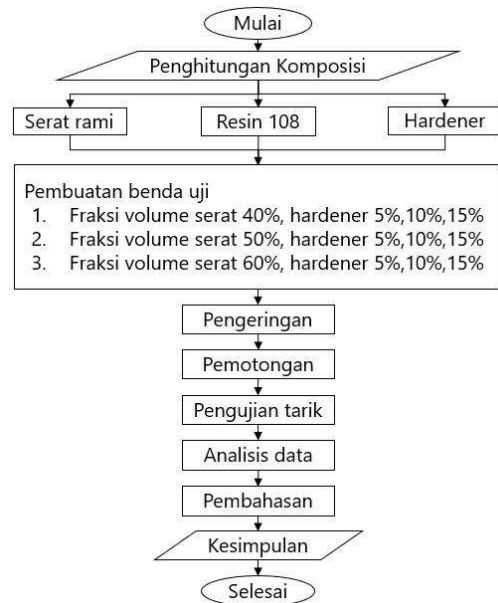 Mulai
Penghitungan Komposisi
Serat rami
Resin 108
Hardener
Pembuatan benda uji
1. Fraksi volume serat 40%, hardener 5%,10%,15%
2. Fraksi volume serat 50%, hardener 5%,10%,15%
3. Fraksi volume serat 60%, hardener 5%,10%,15%
Pengeringan
Pemotongan
Pengujian tarik
Analisis data
Pembahasan
Kesimpulan
Selesai